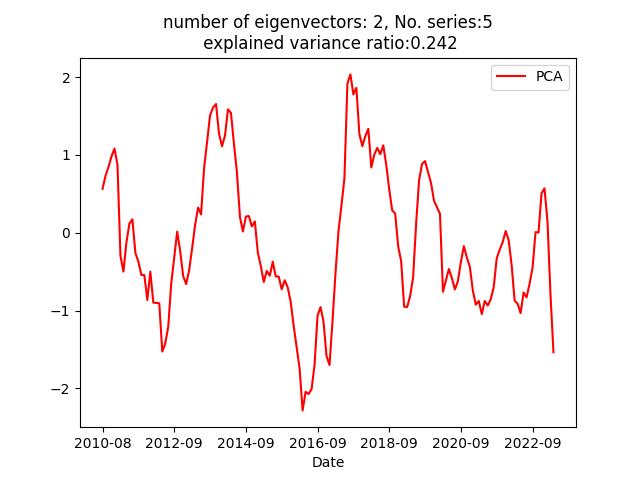 number of eigenvectors: 2, No. series:5
explained variance ratio:0.242
PCA
2
1
0
−1
−2
2010-08 2012-09 2014-09 2016-09 2018-09 2020-09 2022-09
Date